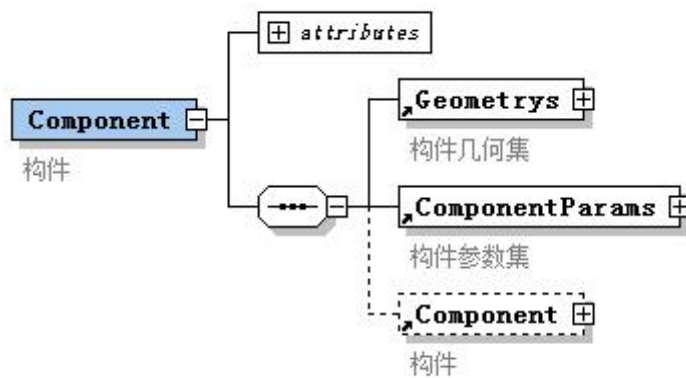 attributes
Component
构件
Geometrys
构件几何集
ComponentParams
构件参数集
Component
构件